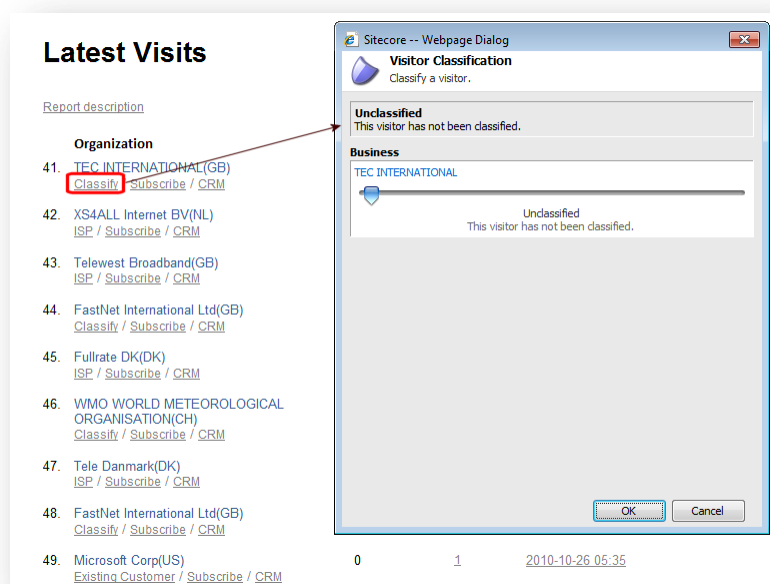 Latest Visits
Report description
Organization
41. TEC INTERNATIONAL(GB)
Classify / Subscribe / CRM
42. XS4ALL Internet BV(NL)
ISP / Subscribe / CRM
43. Telewest Broadband(GB)
ISP / Subscribe / CRM
44. FastNet International Ltd(GB)
Classify / Subscribe / CRM
45. Fullrate DK(DK)
ISP / Subscribe / CRM
46. WMO WORLD METEOROLOGICAL
ORGANISATION(CH)
Classify / Subscribe / CRM
47. Tele Danmark(DK)
ISP / Subscribe / CRM
48. FastNet International Ltd(GB)
Classify / Subscribe / CRM
49. Microsoft Corp(US) 0 1 2010-10-26 05:35
Existing Customer / Subscribe / CRM
Sitecore -- Webpage Dialog
Visitor Classification
Classify a visitor.
Unclassified
This visitor has not been classified.
Business
TEC INTERNATIONAL
Unclassified
This visitor has not been classified.
OK Cancel